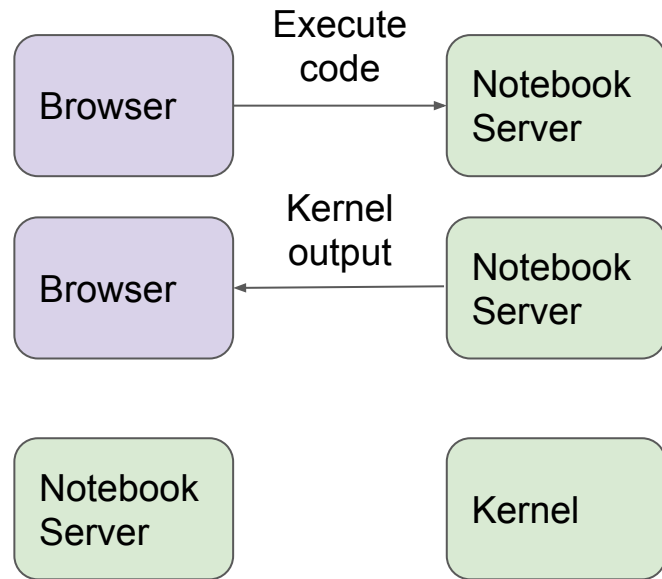 Execute
code
Browser
Notebook
Server
Kernel
output
Browser
Notebook
Server
Notebook
Server
Kernel